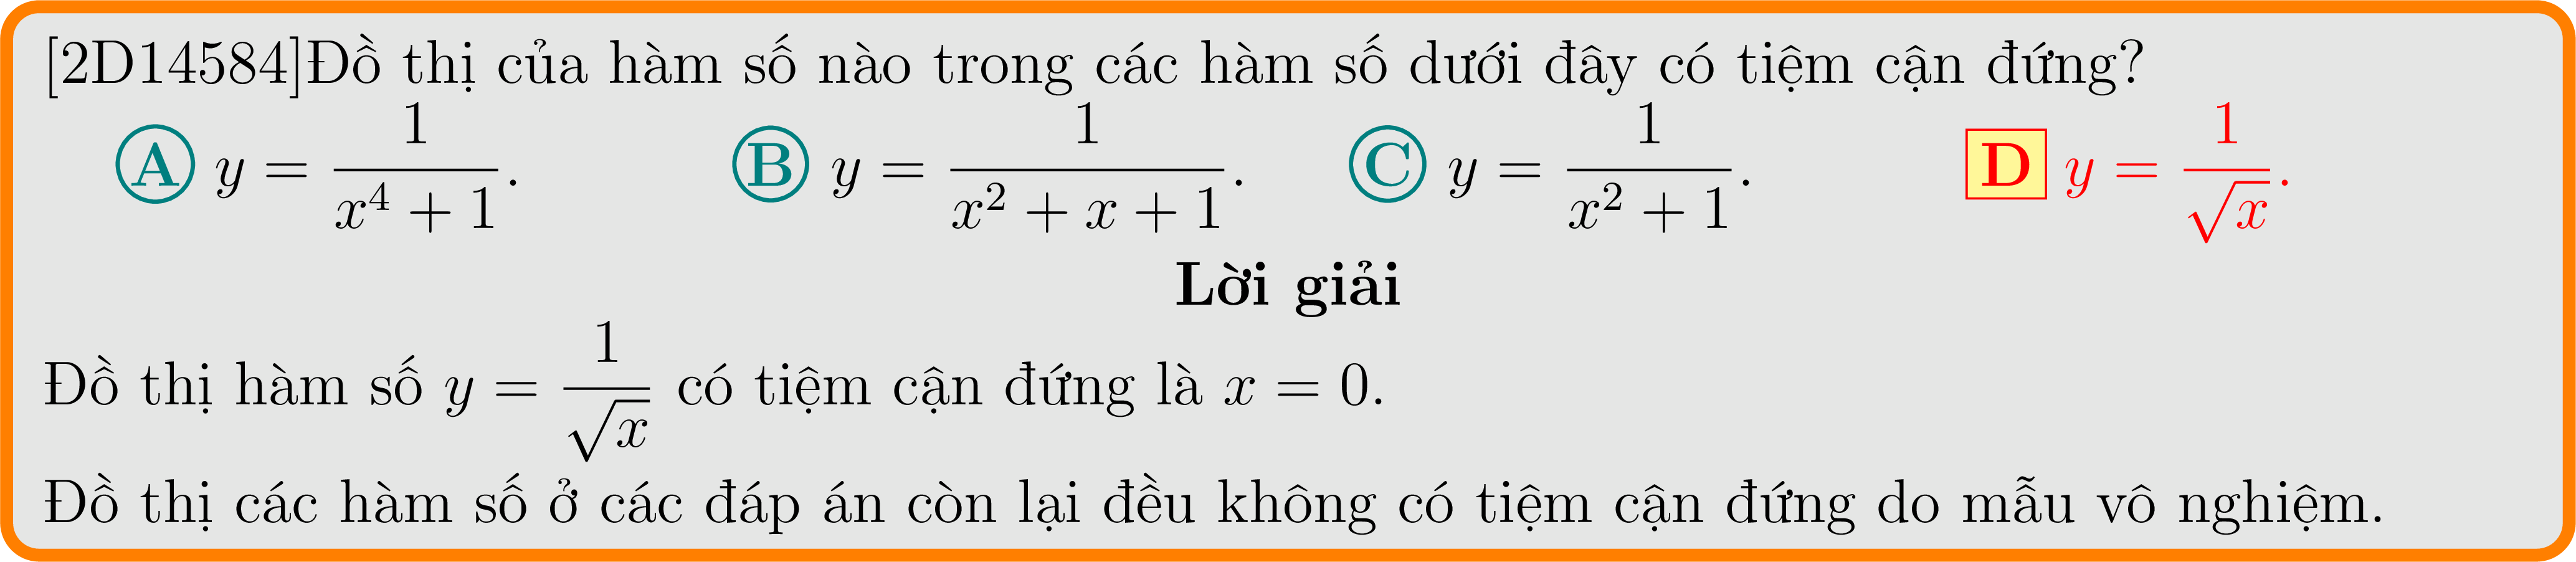 [2D14584]Đồ thị của hàm số nào trong các hàm số dưới đây có tiệm cận đứng?
A y = \frac{1}{x^4 + 1}. B y = \frac{1}{x^2 + x + 1}. C y = \frac{1}{x^2 + 1}. D y = \frac{1}{\sqrt{x}}.
Lời giải
Đồ thị hàm số y = \frac{1}{\sqrt{x}} có tiệm cận đứng là x = 0.
Đồ thị các hàm số ở các đáp án còn lại đều không có tiệm cận đứng do mẫu vô nghiệm.